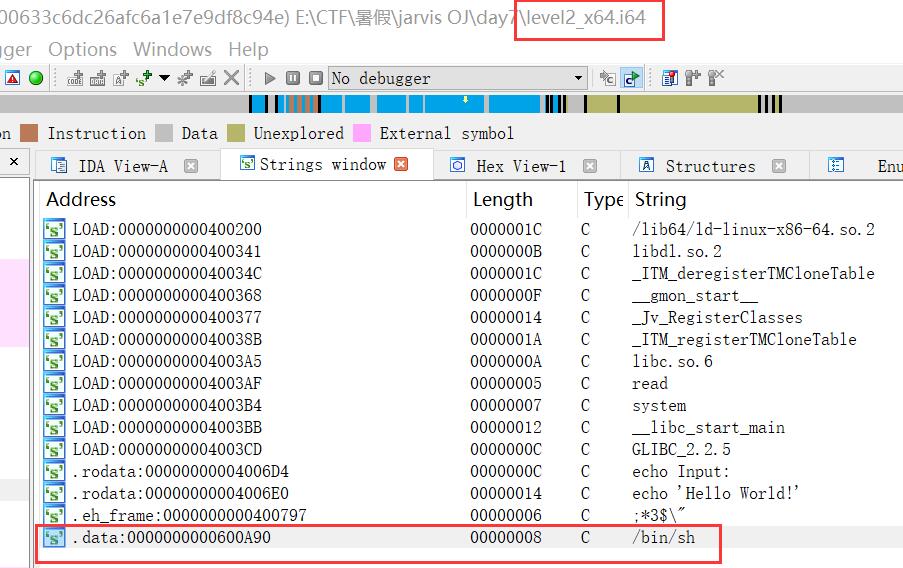 00633c6dc26afc6a1e7e9df8c94e) E:\CTF\暑假\jarvis OJ\day7\level2_x64.i64
gger Options Windows Help
No debugger
on Instruction Data Unexplored External symbol
IDA View-A Strings window Hex View-1 Structures Enu
Address Length Type String
LOAD:0000000000400200 0000001C C /lib64/ld-linux-x86-64.so.2
LOAD:0000000000400341 0000000B C libdl.so.2
LOAD:000000000040034C 0000001C C _ITM_deregisterTMCloneTable
LOAD:0000000000400368 0000000F C __gmon_start__
LOAD:0000000000400377 00000014 C _Jv_RegisterClasses
LOAD:000000000040038B 0000001A C _ITM_registerTMCloneTable
LOAD:00000000004003A5 0000000A C libc.so.6
LOAD:00000000004003AF 00000005 C read
LOAD:00000000004003B4 00000007 C system
LOAD:00000000004003BB 00000012 C __libc_start_main
LOAD:00000000004003CD 0000000C C GLIBC_2.2.5
.rodata:00000000004006D4 0000000C C echo Input:
.rodata:00000000004006E0 00000014 C echo 'Hello World!'
.eh_frame:0000000000400797 00000006 C ;*3$\"
.data:0000000000600A90 00000008 C /bin/sh